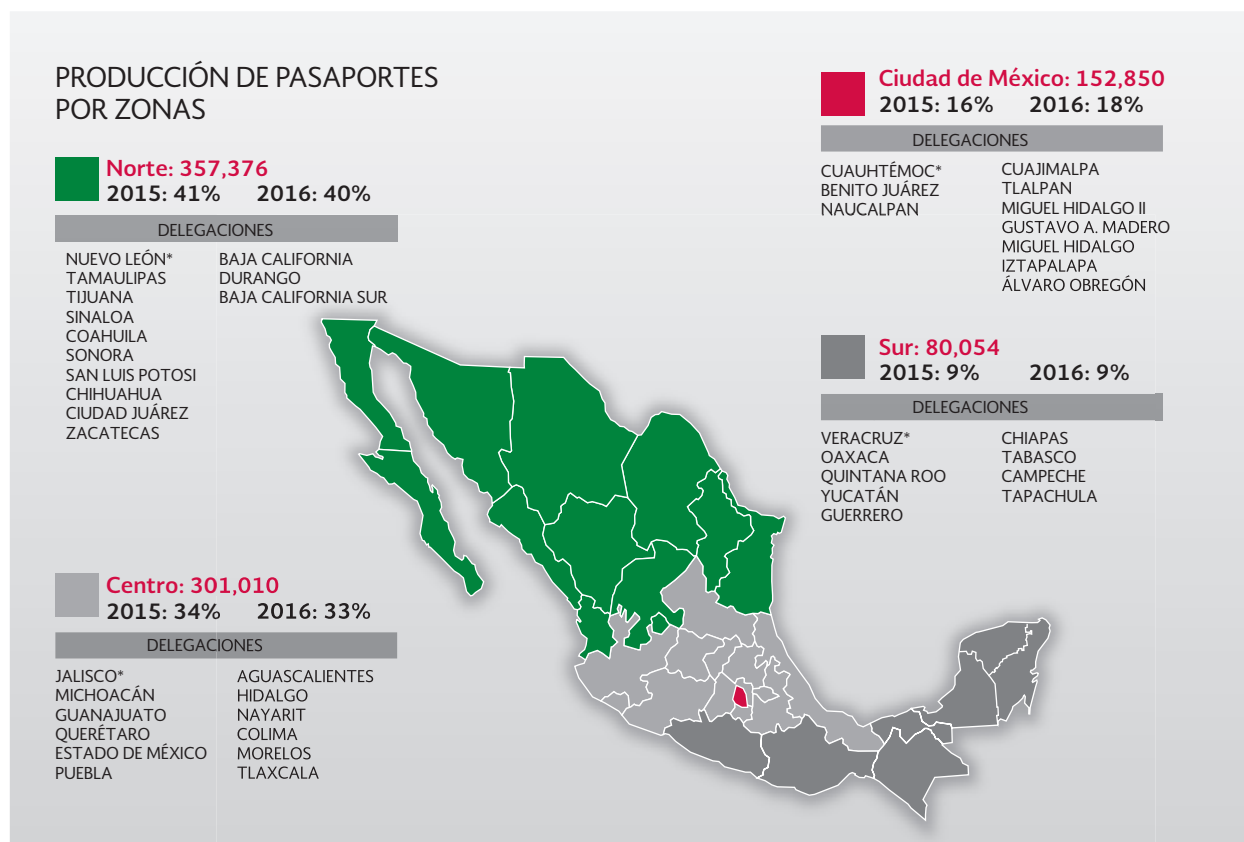 PRODUCCIÓN DE PASAPORTES
POR ZONAS
Norte: 357,376
2015: 41% 2016: 40%
DELEGACIONES
NUEVO LEÓN*
TAMAULIPAS
TIJUANA
SINALOA
COAHUILA
SONORA
SAN LUIS POTOSI
CHIHUAHUA
CIUDAD JUÁREZ
ZACATECAS
BAJA CALIFORNIA
DURANGO
BAJA CALIFORNIA SUR
Centro: 301,010
2015: 34% 2016: 33%
DELEGACIONES
JALISCO*
MICHOACÁN
GUANAJUATO
QUERÉTARO
ESTADO DE MÉXICO
PUEBLA
AGUASCALIENTES
HIDALGO
NAYARIT
COLIMA
MORELOS
TLAXCALA
Ciudad de México: 152,850
2015: 16% 2016: 18%
DELEGACIONES
CUAUHTÉMOC*
BENITO JUÁREZ
NAUCALPAN
CUAJIMALPA
TLALPAN
MIGUEL HIDALGO II
GUSTAVO A. MADERO
MIGUEL HIDALGO
IZTAPALAPA
ÁLVARO OBREGÓN
Sur: 80,054
2015: 9% 2016: 9%
DELEGACIONES
VERACRUZ*
OAXACA
QUINTANA ROO
YUCATÁN
GUERRERO
CHIAPAS
TABASCO
CAMPECHE
TAPACHULA